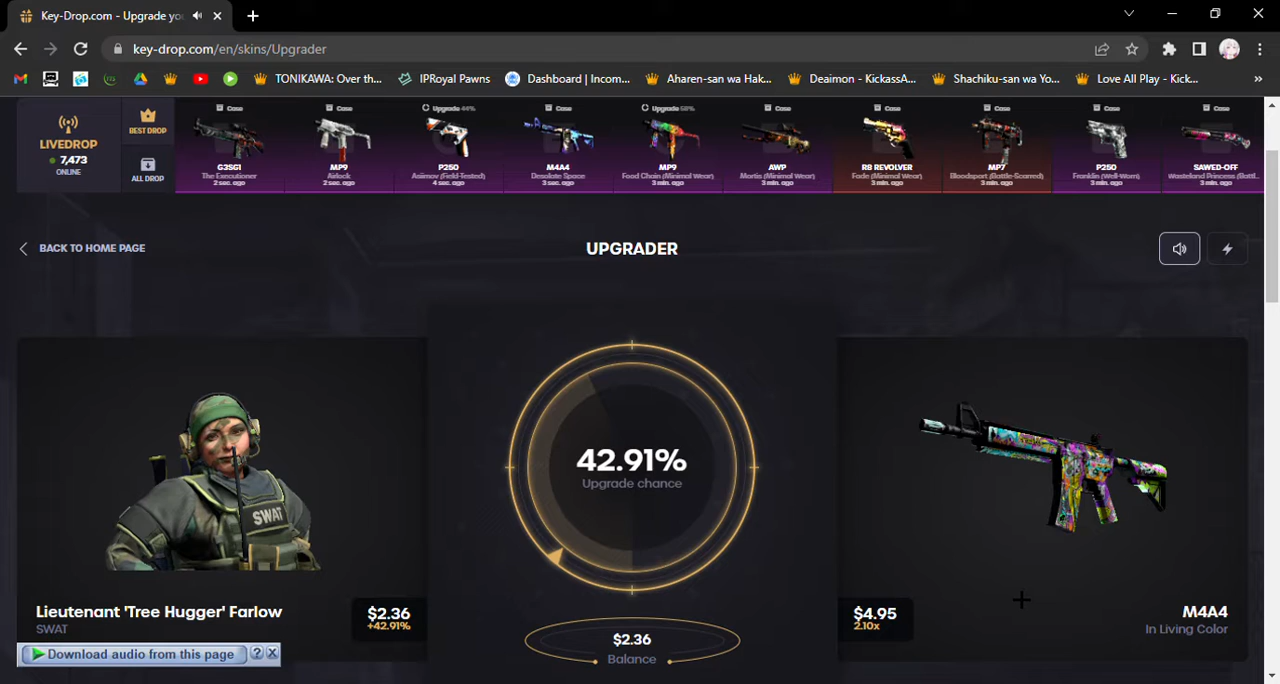 Key-Drop.com - Upgrade you
key-drop.com/en/skins/Upgrader
TONIKAWA: Over th...
IPRoyal Pawns
Dashboard | Incom...
Aharen-san wa Hak...
Deaimon - KickassA...
Shachiku-san wa Yo...
Love All Play - Kick...
»
LIVEDROP
7,473
ONLINE
BEST DROP
ALL DROP
Case
G3SG1
The Executioner
2 sec. ago
Case
MP9
Airlock
2 sec. ago
Upgrade 44%
P250
Asiimov (Field-Tested)
4 sec. ago
Case
M4A4
Desolate Space
3 sec. ago
Upgrade 58%
MP9
Food Chain (Minimal Wear)
3 min. ago
Case
AWP
Mortis (Minimal Wear)
3 min. ago
Case
R8 REVOLVER
Fade (Minimal Wear)
3 min. ago
Case
MP7
Bloodsport (Battle-Scarred)
3 min. ago
Case
P250
Franklin (Well-Worn)
3 min. ago
Case
SAWED-OFF
Wasteland Princess (Battl...
3 min. ago
BACK TO HOME PAGE
UPGRADER
42.91%
Upgrade chance
SWAT
Lieutenant 'Tree Hugger' Farlow
SWAT
$2.36
+42.91%
$2.36
Balance
$4.95
2.10x
M4A4
In Living Color
Download audio from this page
?